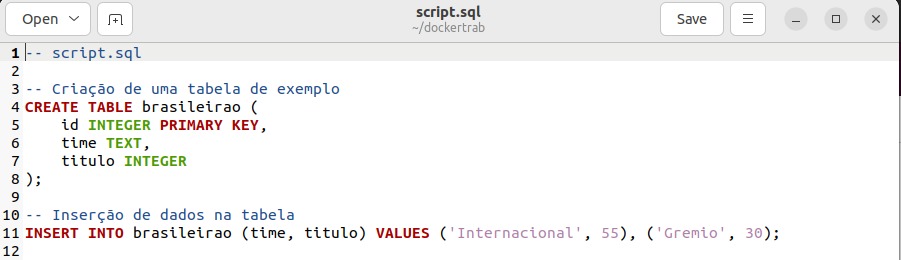 Open
script.sql
~/dockertrab
Save
1 -- script.sql
2
3 -- Criação de uma tabela de exemplo
4 CREATE TABLE brasileirao (
5     id INTEGER PRIMARY KEY,
6     time TEXT,
7     titulo INTEGER
8 );
9
10 -- Inserção de dados na tabela
11 INSERT INTO brasileirao (time, titulo) VALUES ('Internacional', 55), ('Gremio', 30);
12